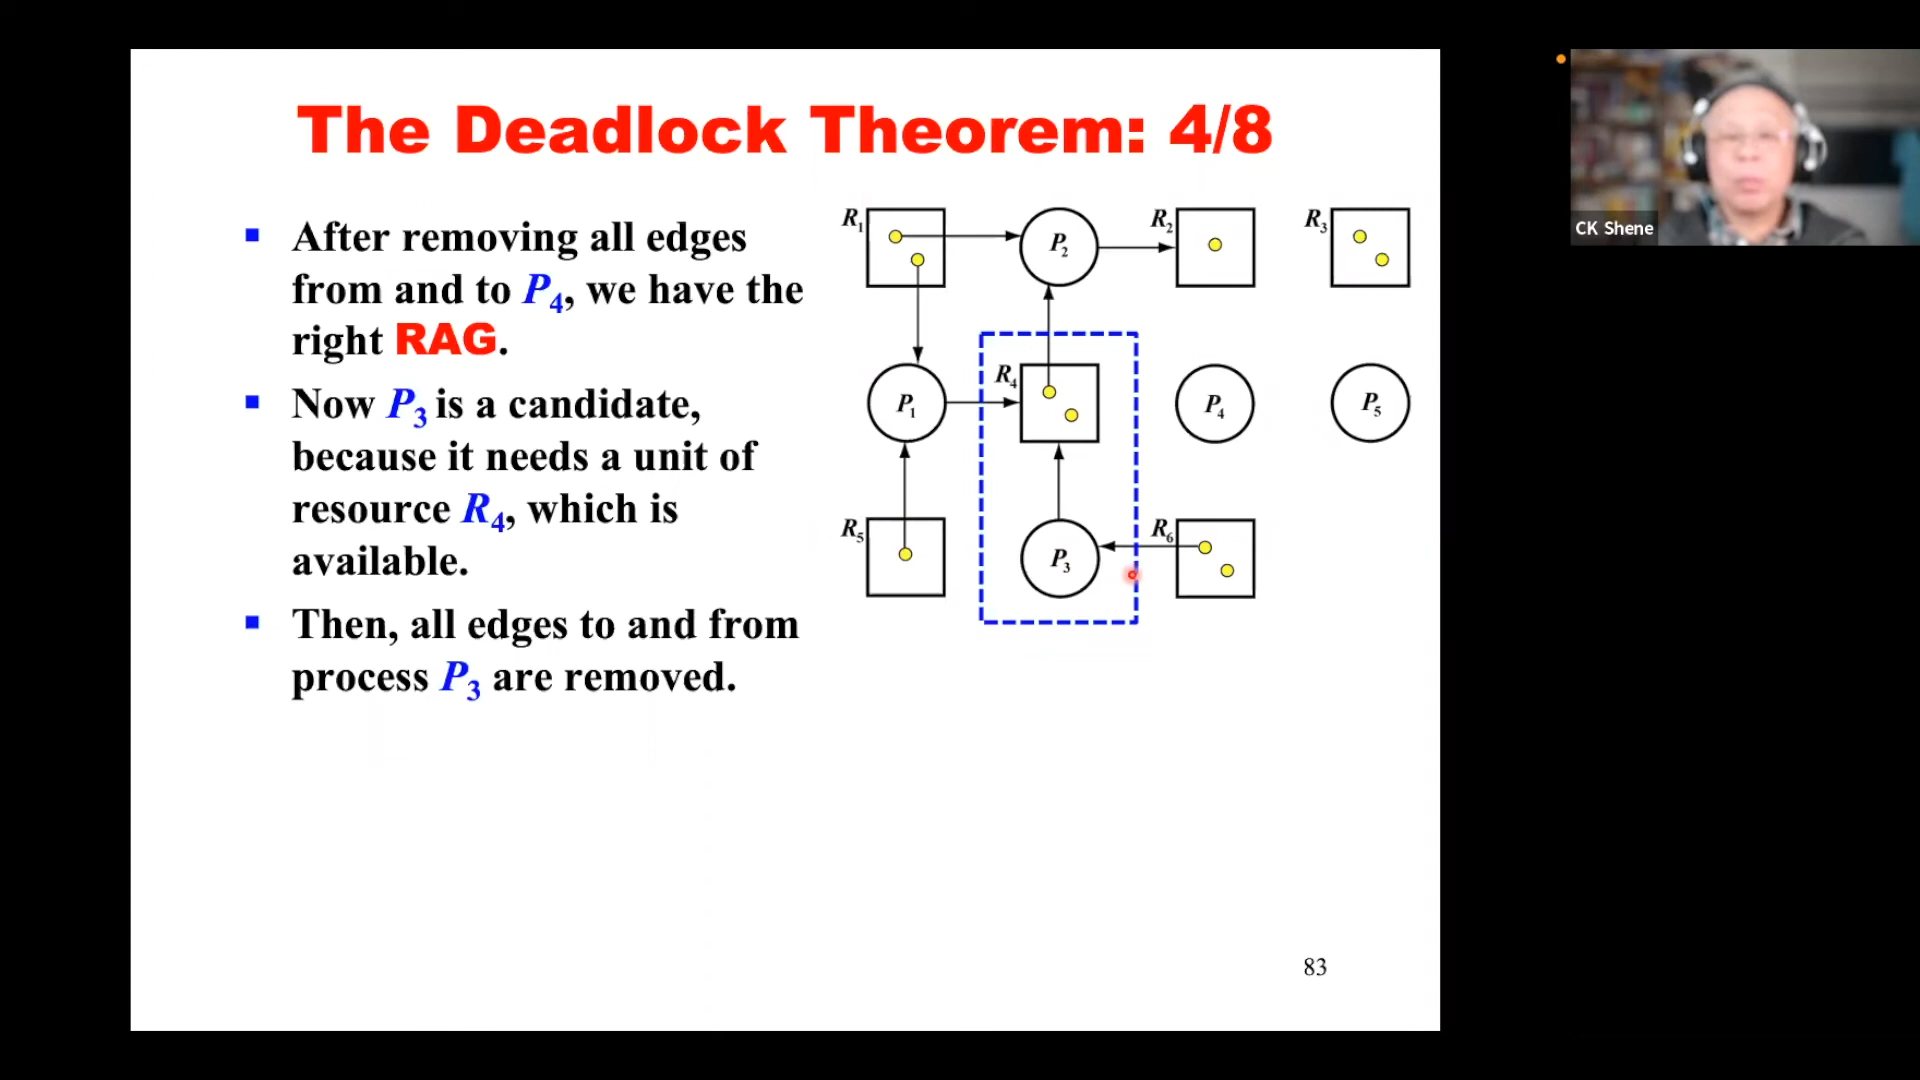 The Deadlock Theorem: 4/8
▪ After removing all edges
from and to P4, we have the
right RAG.
▪ Now P3 is a candidate,
because it needs a unit of
resource R4, which is
available.
▪ Then, all edges to and from
process P3 are removed.
R1
P2
R2
R3
P1
R4
P4
P5
R5
P3
R6
83
CK Shene